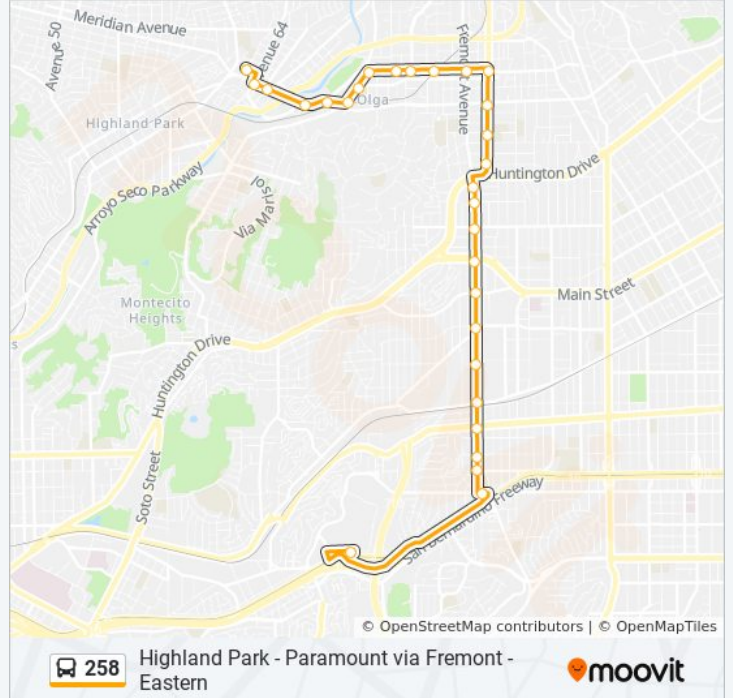 Meridian Avenue
Avenue 50
enue 64
Fremo
t Avenue
Olga
Highland Park
Huntington Drive
Arroyo Seco Parkway
Via Marisol
Main Street
Montecito
Heights
s
Huntington Drive
Soto Street
San Bernardino Freeway
© OpenStreetMap contributors | © OpenMapTiles
258
Highland Park - Paramount via Fremont -
Eastern
moovit